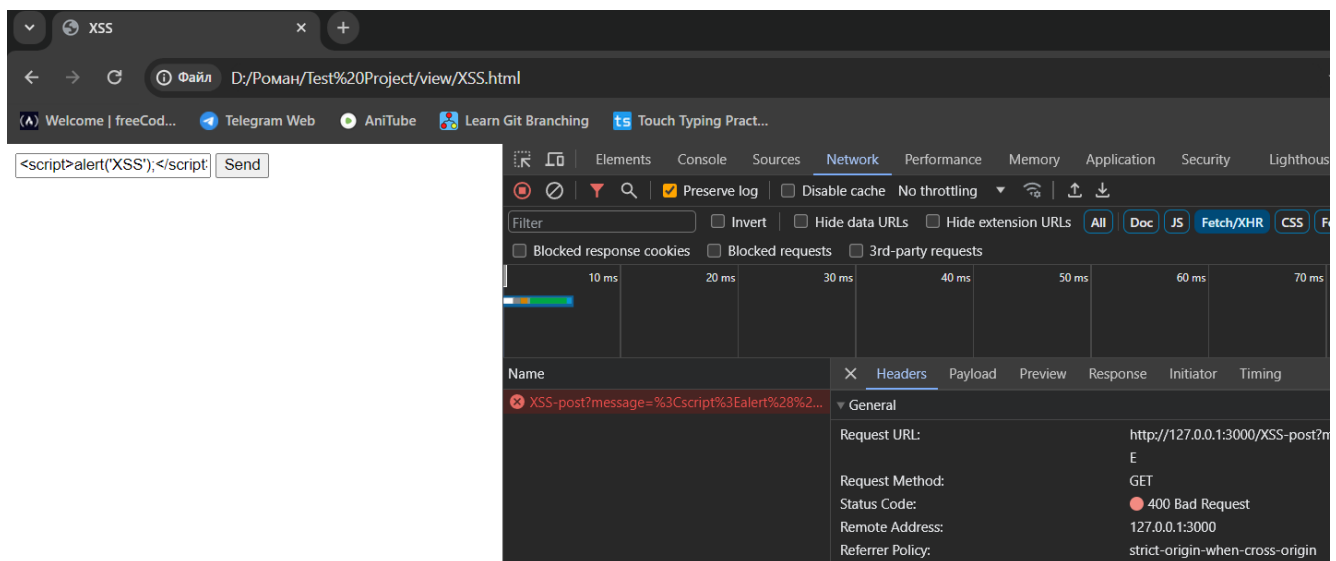 XSS
Файл D:/Роман/Test%20Project/view/XSS.html
Welcome | freeCod... Telegram Web AniTube Learn Git Branching ts Touch Typing Pract...
<script>alert('XSS');</script Send
Elements Console Sources Network Performance Memory Application Security Lighthous
Preserve log Disable cache No throttling
Filter Invert Hide data URLs Hide extension URLs All Doc JS Fetch/XHR CSS
Blocked response cookies Blocked requests 3rd-party requests
10 ms 20 ms 30 ms 40 ms 50 ms 60 ms 70 ms
Name Headers Payload Preview Response Initiator Timing
XSS-post?message=%3Cscript%3Ealert%28%2... General
Request URL: http://127.0.0.1:3000/XSS-post?m
E
Request Method: GET
Status Code: 400 Bad Request
Remote Address: 127.0.0.1:3000
Referrer Policy: strict-origin-when-cross-origin